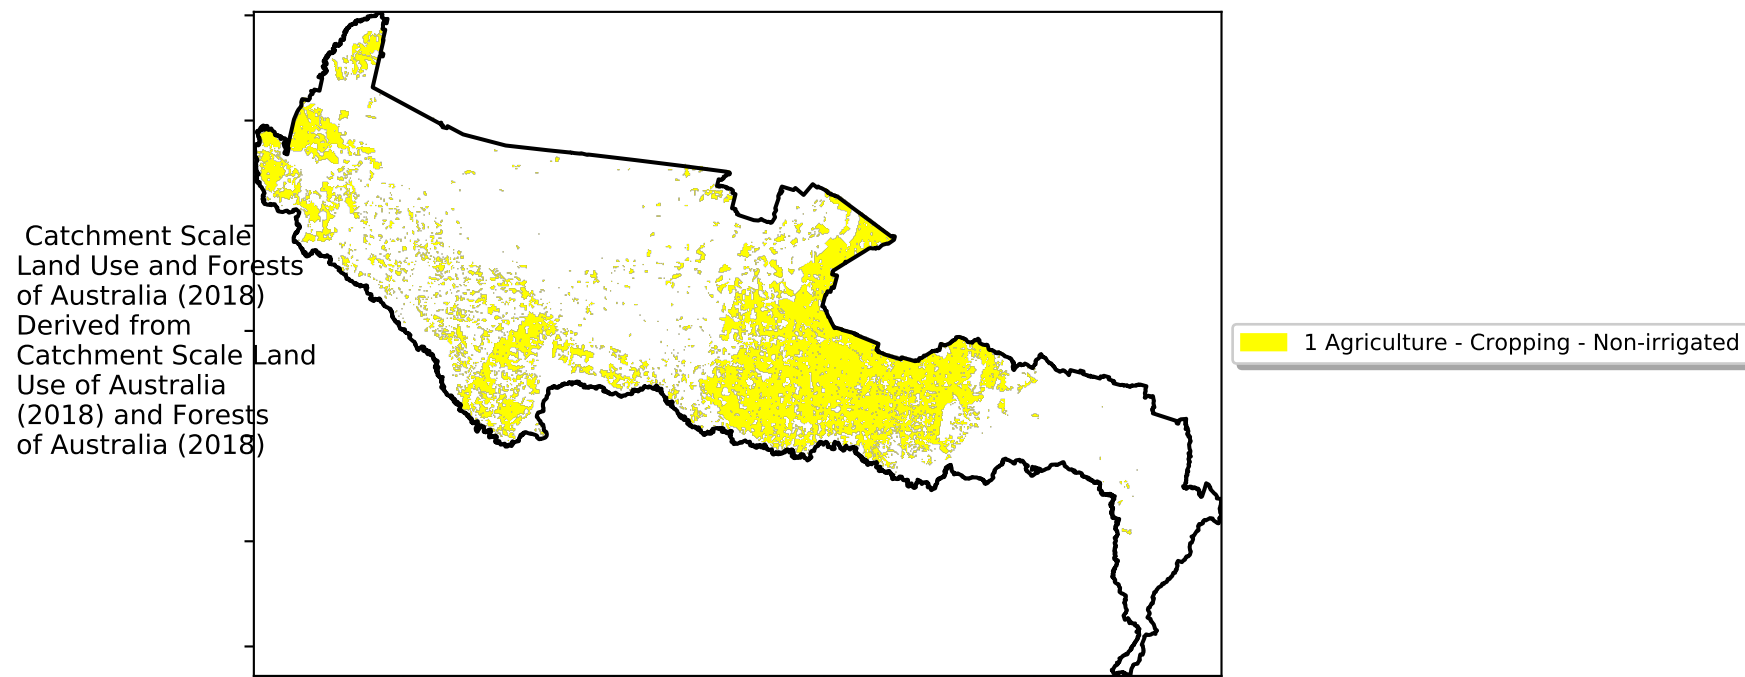 Catchment Scale
Land Use and Forests
of Australia (2018)
Derived from
Catchment Scale Land
Use of Australia
(2018) and Forests
of Australia (2018)
1 Agriculture - Cropping - Non-irrigated